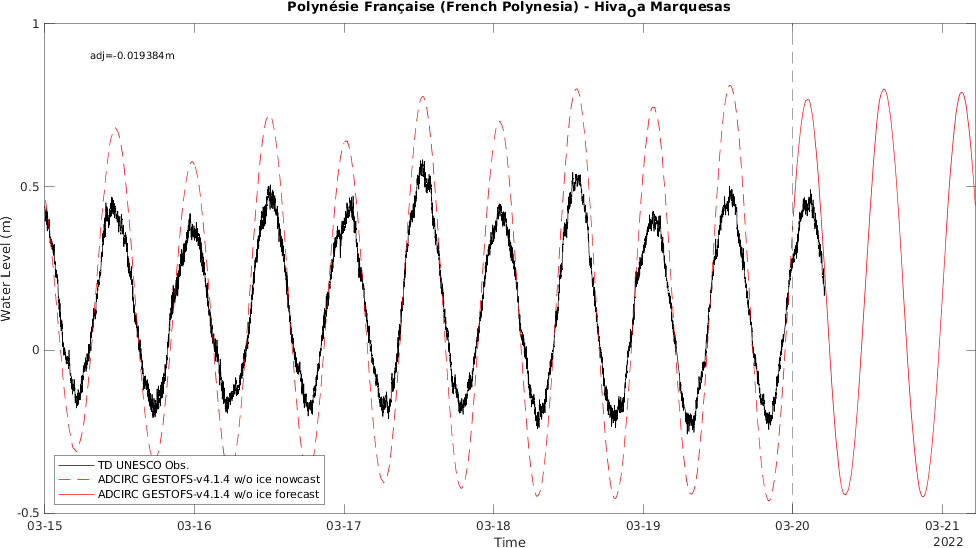 Polynésie Française (French Polynesia) - Hiva_Oa Marquesas
1
adj=-0.019384m
0.5
Water Level (m)
0
TD UNESCO Obs.
ADCIRC GESTOFS-v4.1.4 w/o ice nowcast
ADCIRC GESTOFS-v4.1.4 w/o ice forecast
-0.5
03-15 03-16 03-17 03-18 03-19 03-20 03-21
Time 2022